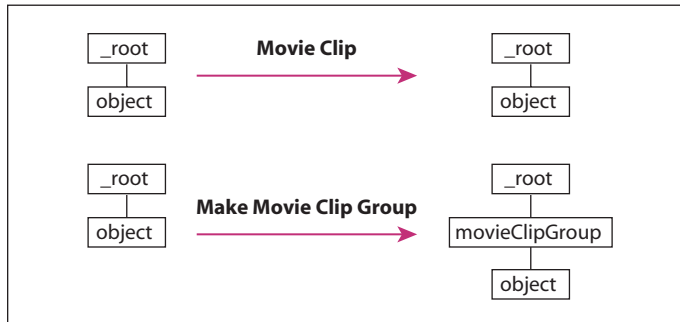 _root
Movie Clip
_root
object
object
_root
_root
Make Movie Clip Group
object
movieClipGroup
object